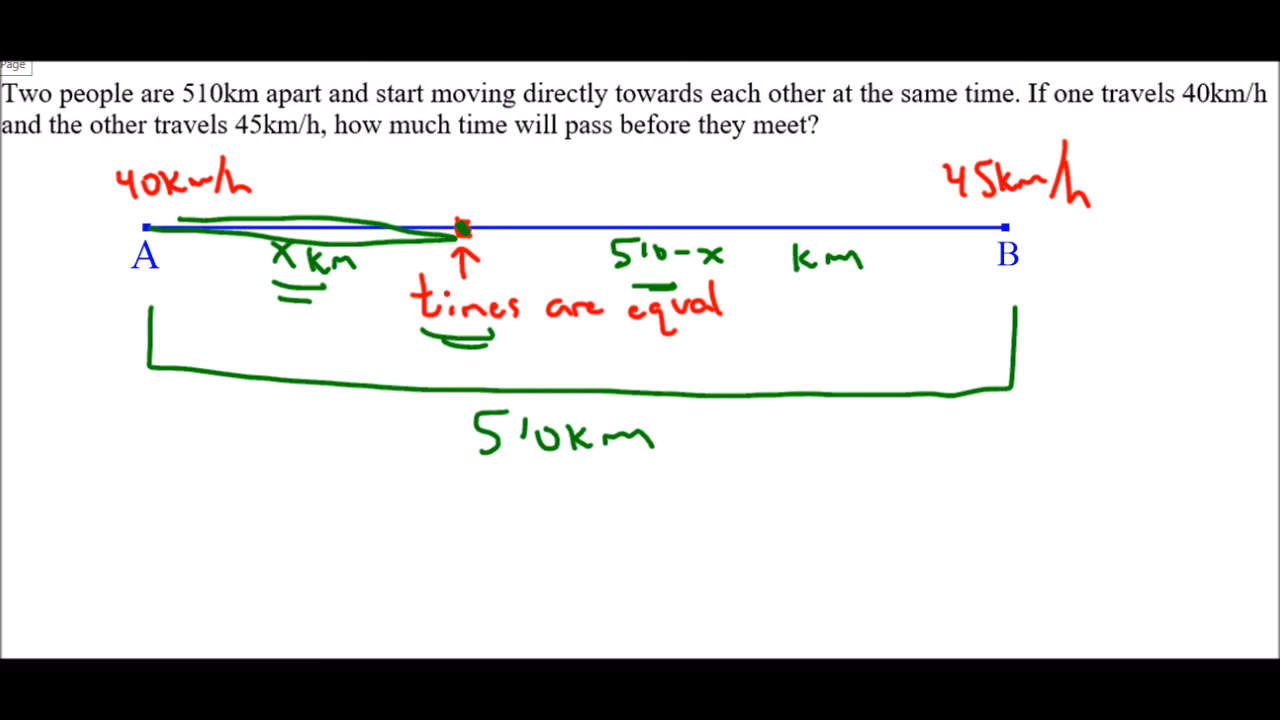 Page
Two people are 510km apart and start moving directly towards each other at the same time. If one travels 40km/h
and the other travels 45km/h, how much time will pass before they meet?
40km/h 45km/h
A x km 510-x km B
times are equal
510km